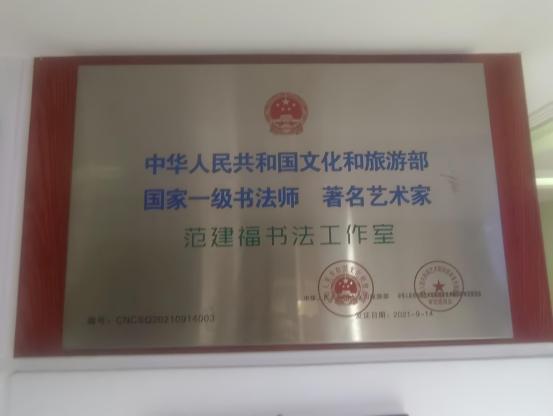 中华人民共和国文化和旅游部
国家一级书法师 著名艺术家
范建福书法工作室
编号：CNCSQ20210914003
发证日期：2021-9-14